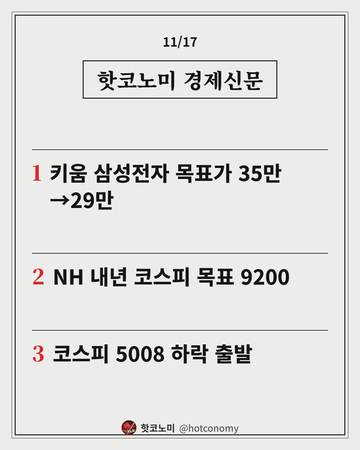 11/17
핫코노미 경제신문
1 키움 삼성전자 목표가 35만
→29만
2 NH 내년 코스피 목표 9200
3 코스피 5008 하락 출발
핫코노미 @hotconomy